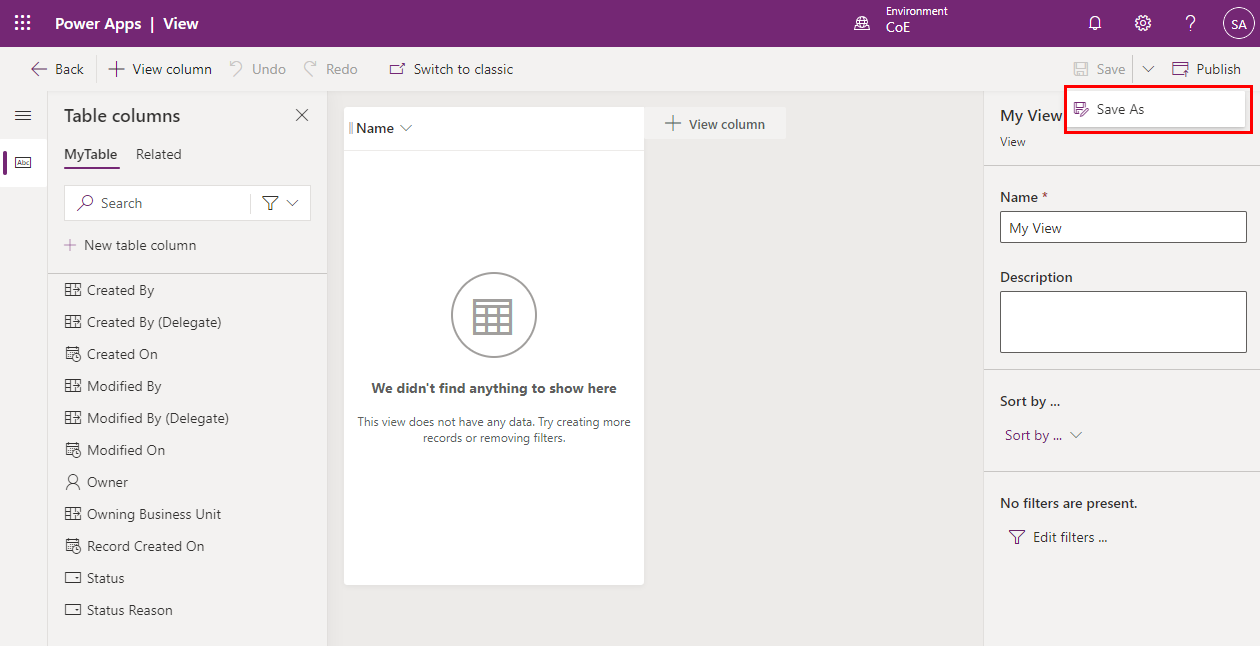 Power Apps | View
Environment
CoE
?
SA
Back
View column
Undo
Redo
Switch to classic
Save
Publish
Save As
Table columns
MyTable
Related
Search
New table column
Created By
Created By (Delegate)
Created On
Modified By
Modified By (Delegate)
Modified On
Owner
Owning Business Unit
Record Created On
Status
Status Reason
Abc
Name
View column
We didn't find anything to show here
This view does not have any data. Try creating more
records or removing filters.
My View
View
Name *
My View
Description
Sort by ...
Sort by ...
No filters are present.
Edit filters ...